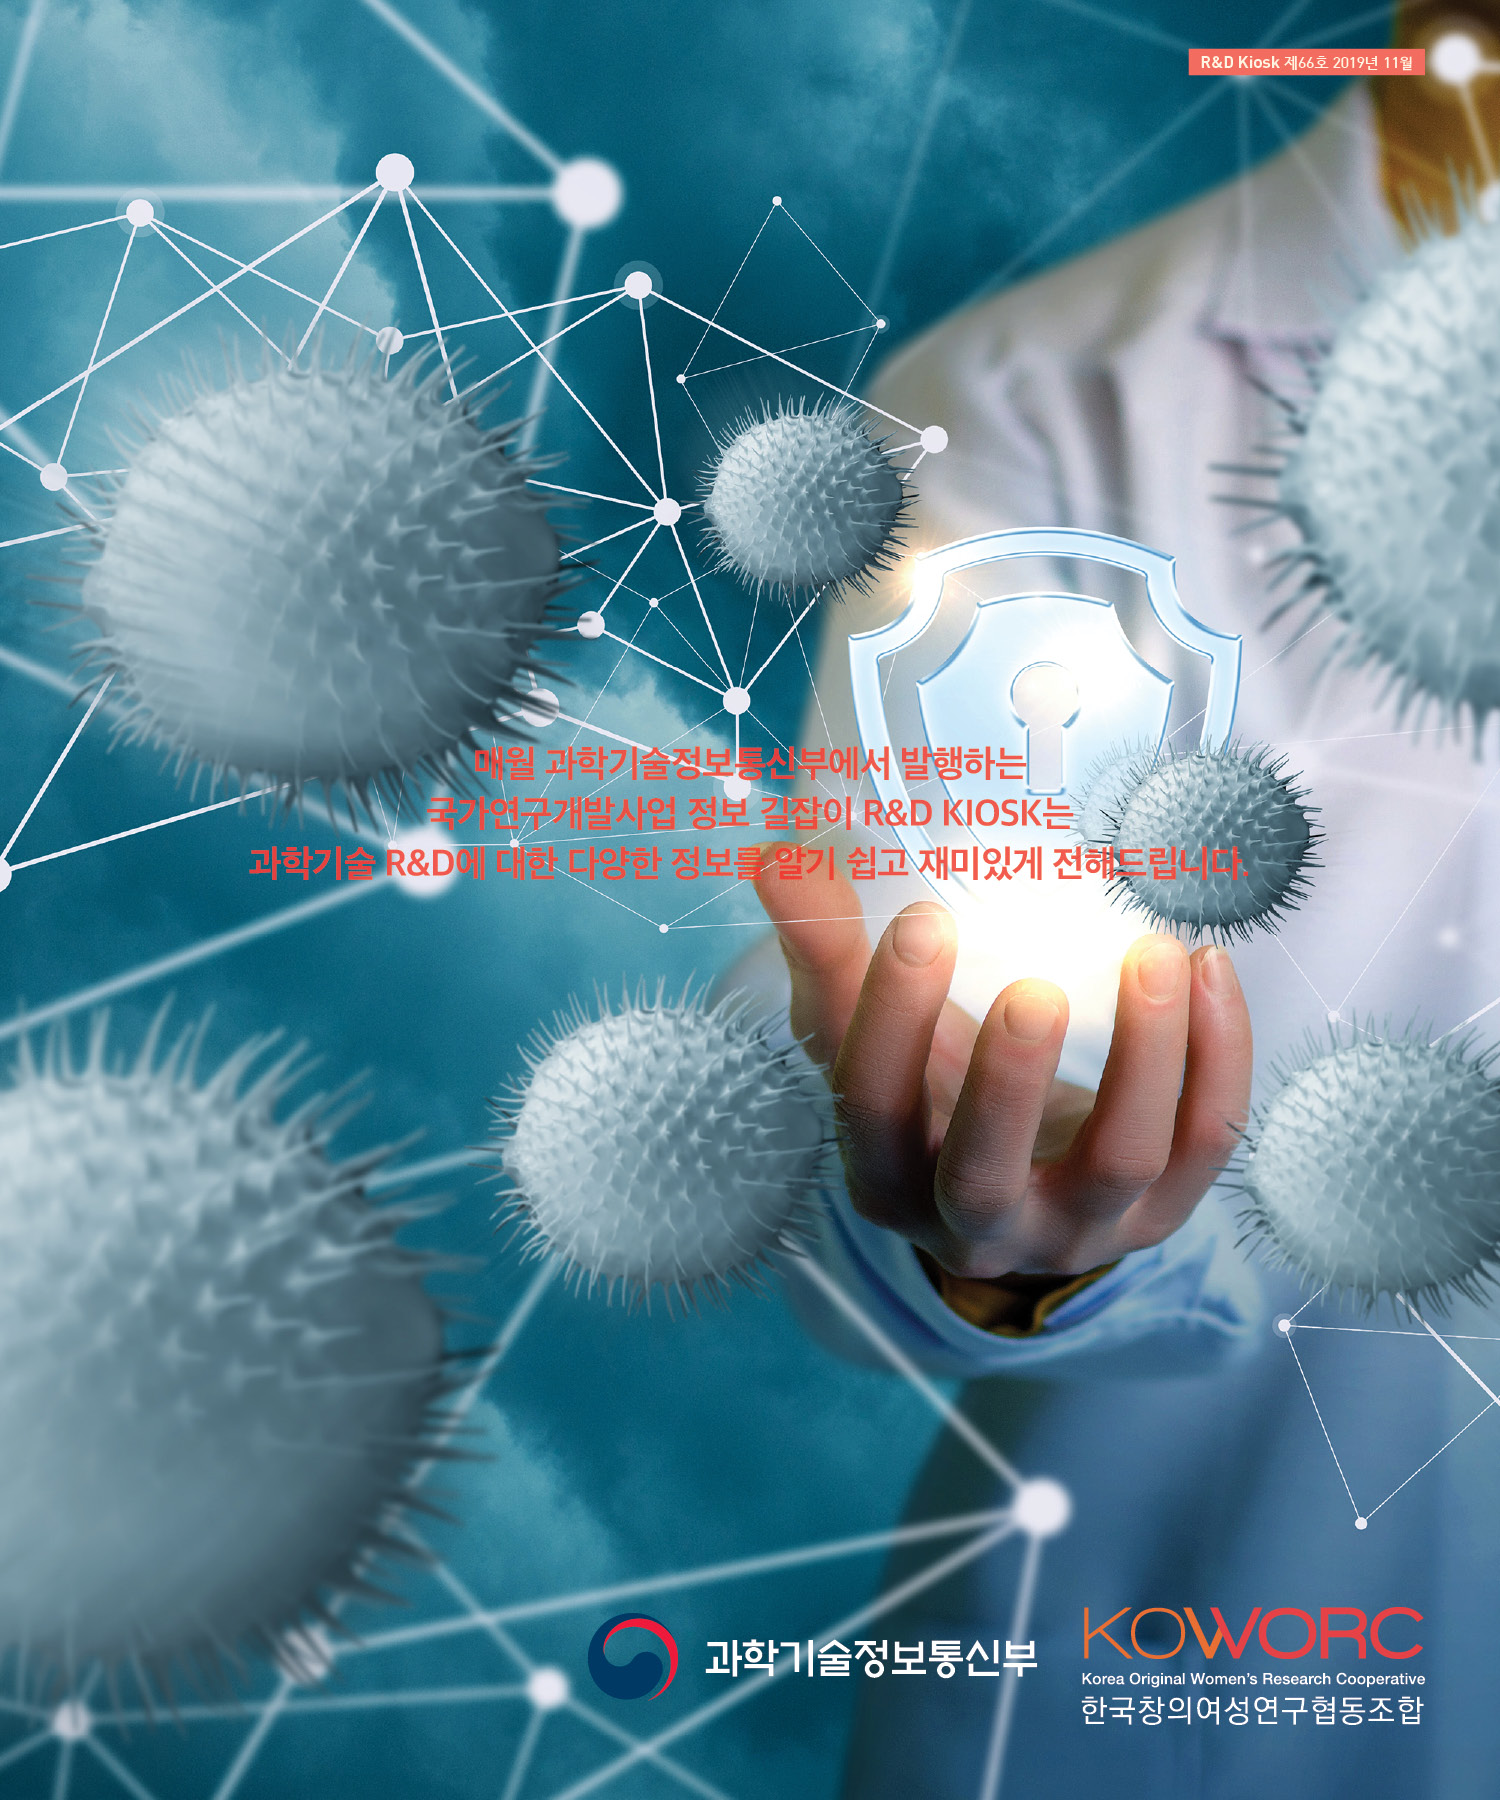 R&D Kiosk 제66호 2019년 11월
매월 과학기술정보통신부에서 발행하는
국가연구개발사업 정보 길잡이 R&D KIOSK는
과학기술 R&D에 대한 다양한 정보를 알기 쉽고 재미있게 전해드립니다.
과학기술정보통신부
KOWORC
Korea Original Women's Research Cooperative
한국창의여성연구협동조합